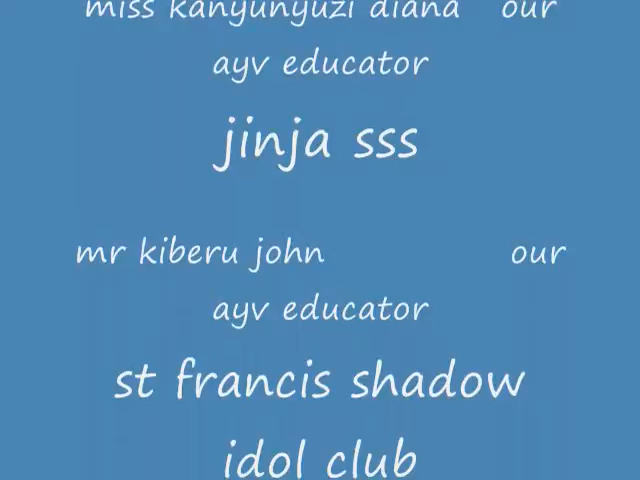 miss kanyunyuzi diana our
ayv educator
jinja sss
mr kiberu john our
ayv educator
st francis shadow
idol club